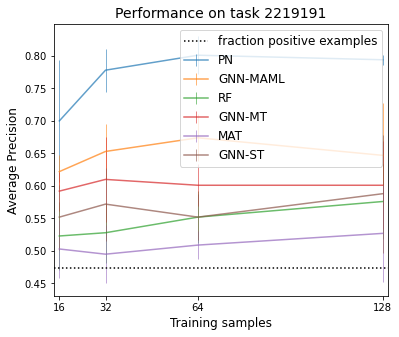 Performance on task 2219191
fraction positive examples
PN
GNN-MAML
RF
GNN-MT
MAT
GNN-ST
Average Precision
0.80
0.75
0.70
0.65
0.60
0.55
0.50
0.45
16 32 64 128
Training samples